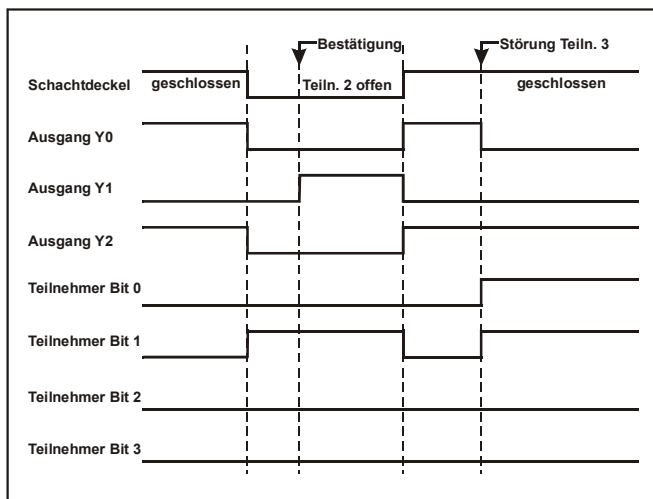 Bestätigung
Störung Teiln. 3
Schachtdeckel
geschlossen
Teiln. 2 offen
geschlossen
Ausgang Y0
Ausgang Y1
Ausgang Y2
Teilnehmer Bit 0
Teilnehmer Bit 1
Teilnehmer Bit 2
Teilnehmer Bit 3